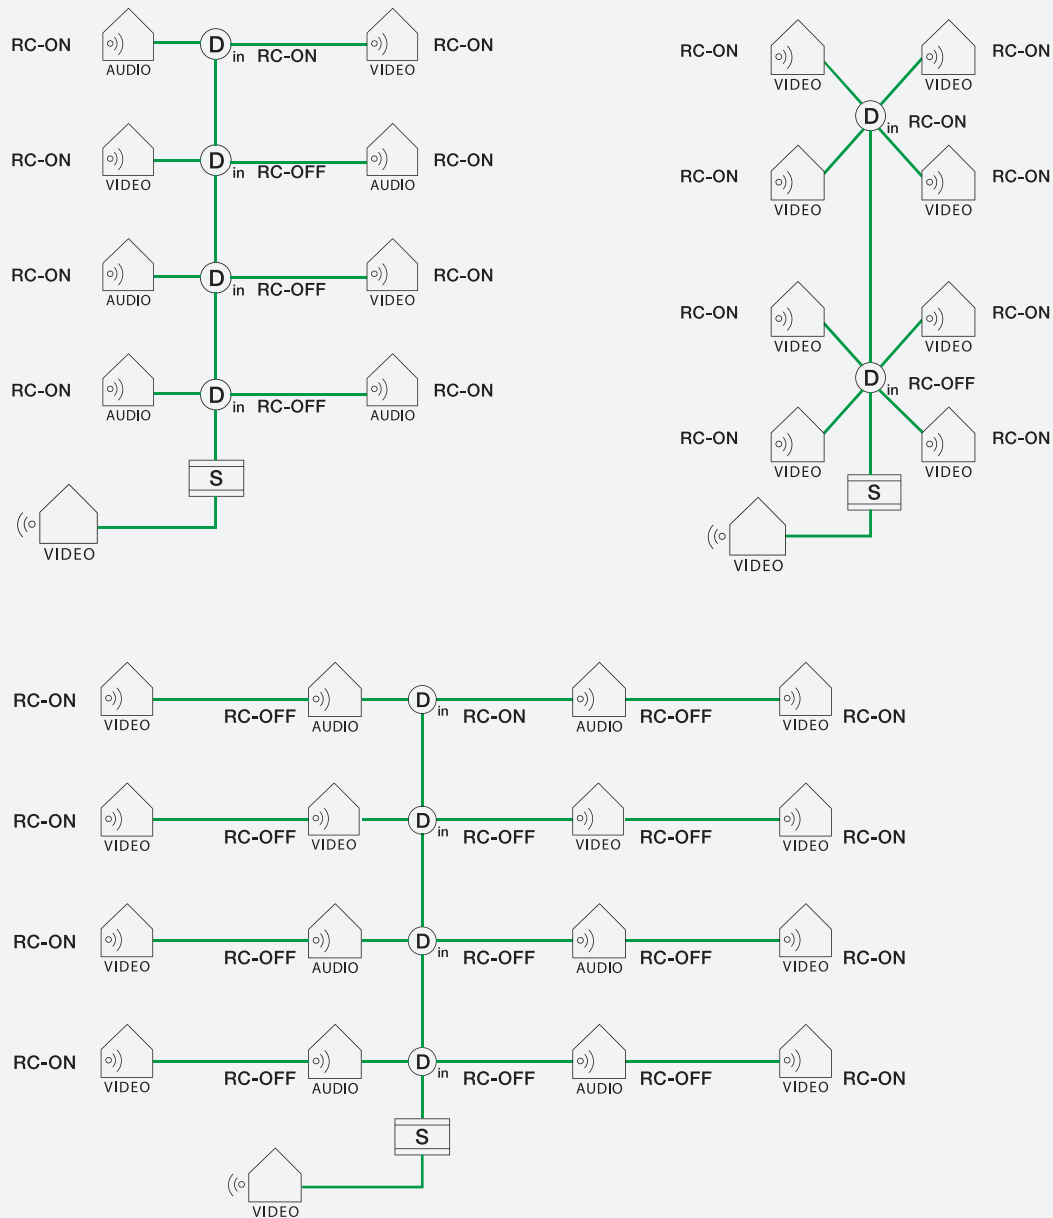 RC-ON AUDIO D in RC-ON VIDEO RC-ON
RC-ON VIDEO D in RC-OFF AUDIO RC-ON
RC-ON AUDIO D in RC-OFF VIDEO RC-ON
RC-ON AUDIO D in RC-OFF AUDIO RC-ON
S
VIDEO
RC-ON VIDEO VIDEO RC-ON
D in RC-ON
RC-ON VIDEO VIDEO RC-ON
RC-ON VIDEO VIDEO RC-ON
D in RC-OFF
RC-ON VIDEO VIDEO RC-ON
S
VIDEO
RC-ON VIDEO RC-OFF AUDIO D in RC-ON AUDIO RC-OFF VIDEO RC-ON
RC-ON VIDEO RC-OFF VIDEO D in RC-OFF VIDEO RC-OFF VIDEO RC-ON
RC-ON VIDEO RC-OFF AUDIO D in RC-OFF AUDIO RC-OFF VIDEO RC-ON
RC-ON VIDEO RC-OFF AUDIO D in RC-OFF AUDIO RC-OFF VIDEO RC-ON
S
VIDEO